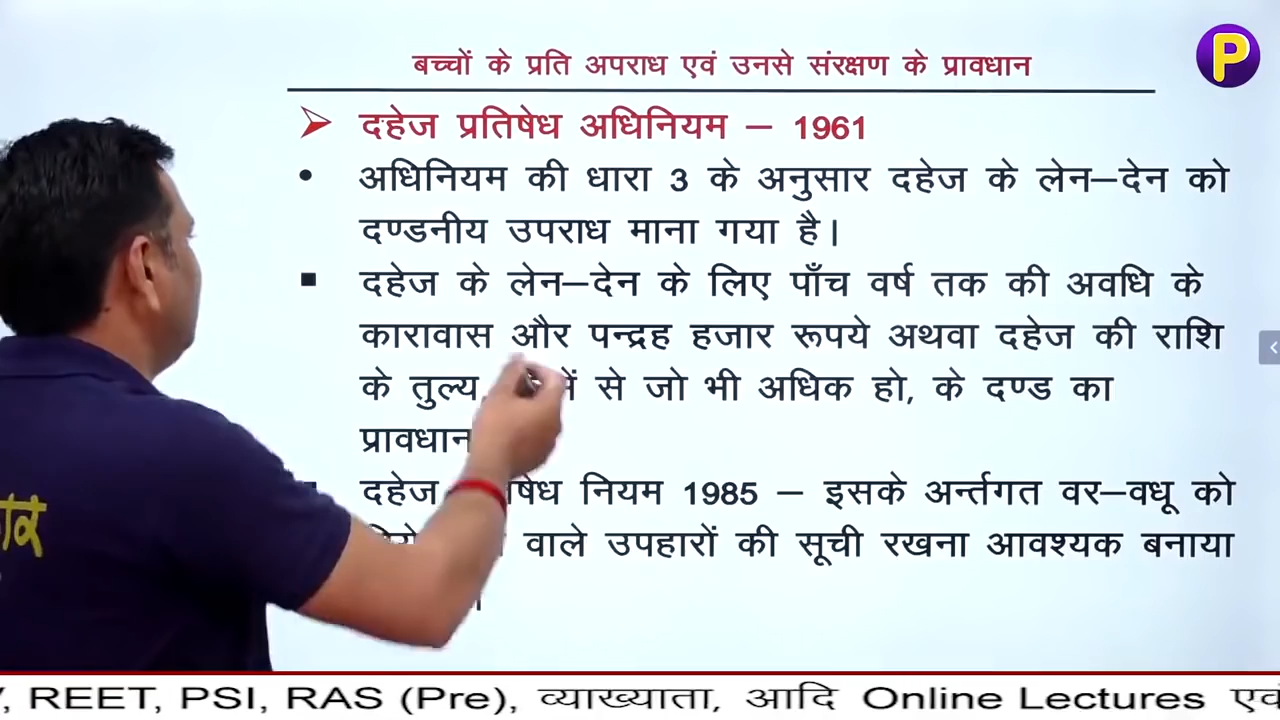 बच्चों के प्रति अपराध एवं उनसे संरक्षण के प्रावधान
P
दहेज प्रतिषेध अधिनियम – 1961
अधिनियम की धारा 3 के अनुसार दहेज के लेन–देन को
दण्डनीय उपराध माना गया है।
दहेज के लेन–देन के लिए पाँच वर्ष तक की अवधि के
कारावास और पन्द्रह हजार रूपये अथवा दहेज की राशि
के तुल्य, से जो भी अधिक हो, के दण्ड का
प्रावधान
दहेज नियम 1985 – इसके अर्न्तगत वर–वधू को
वाले उपहारों की सूची रखना आवश्यक बनाया
REET, PSI, RAS (Pre), व्याख्याता, आदि Online Lectures एवं